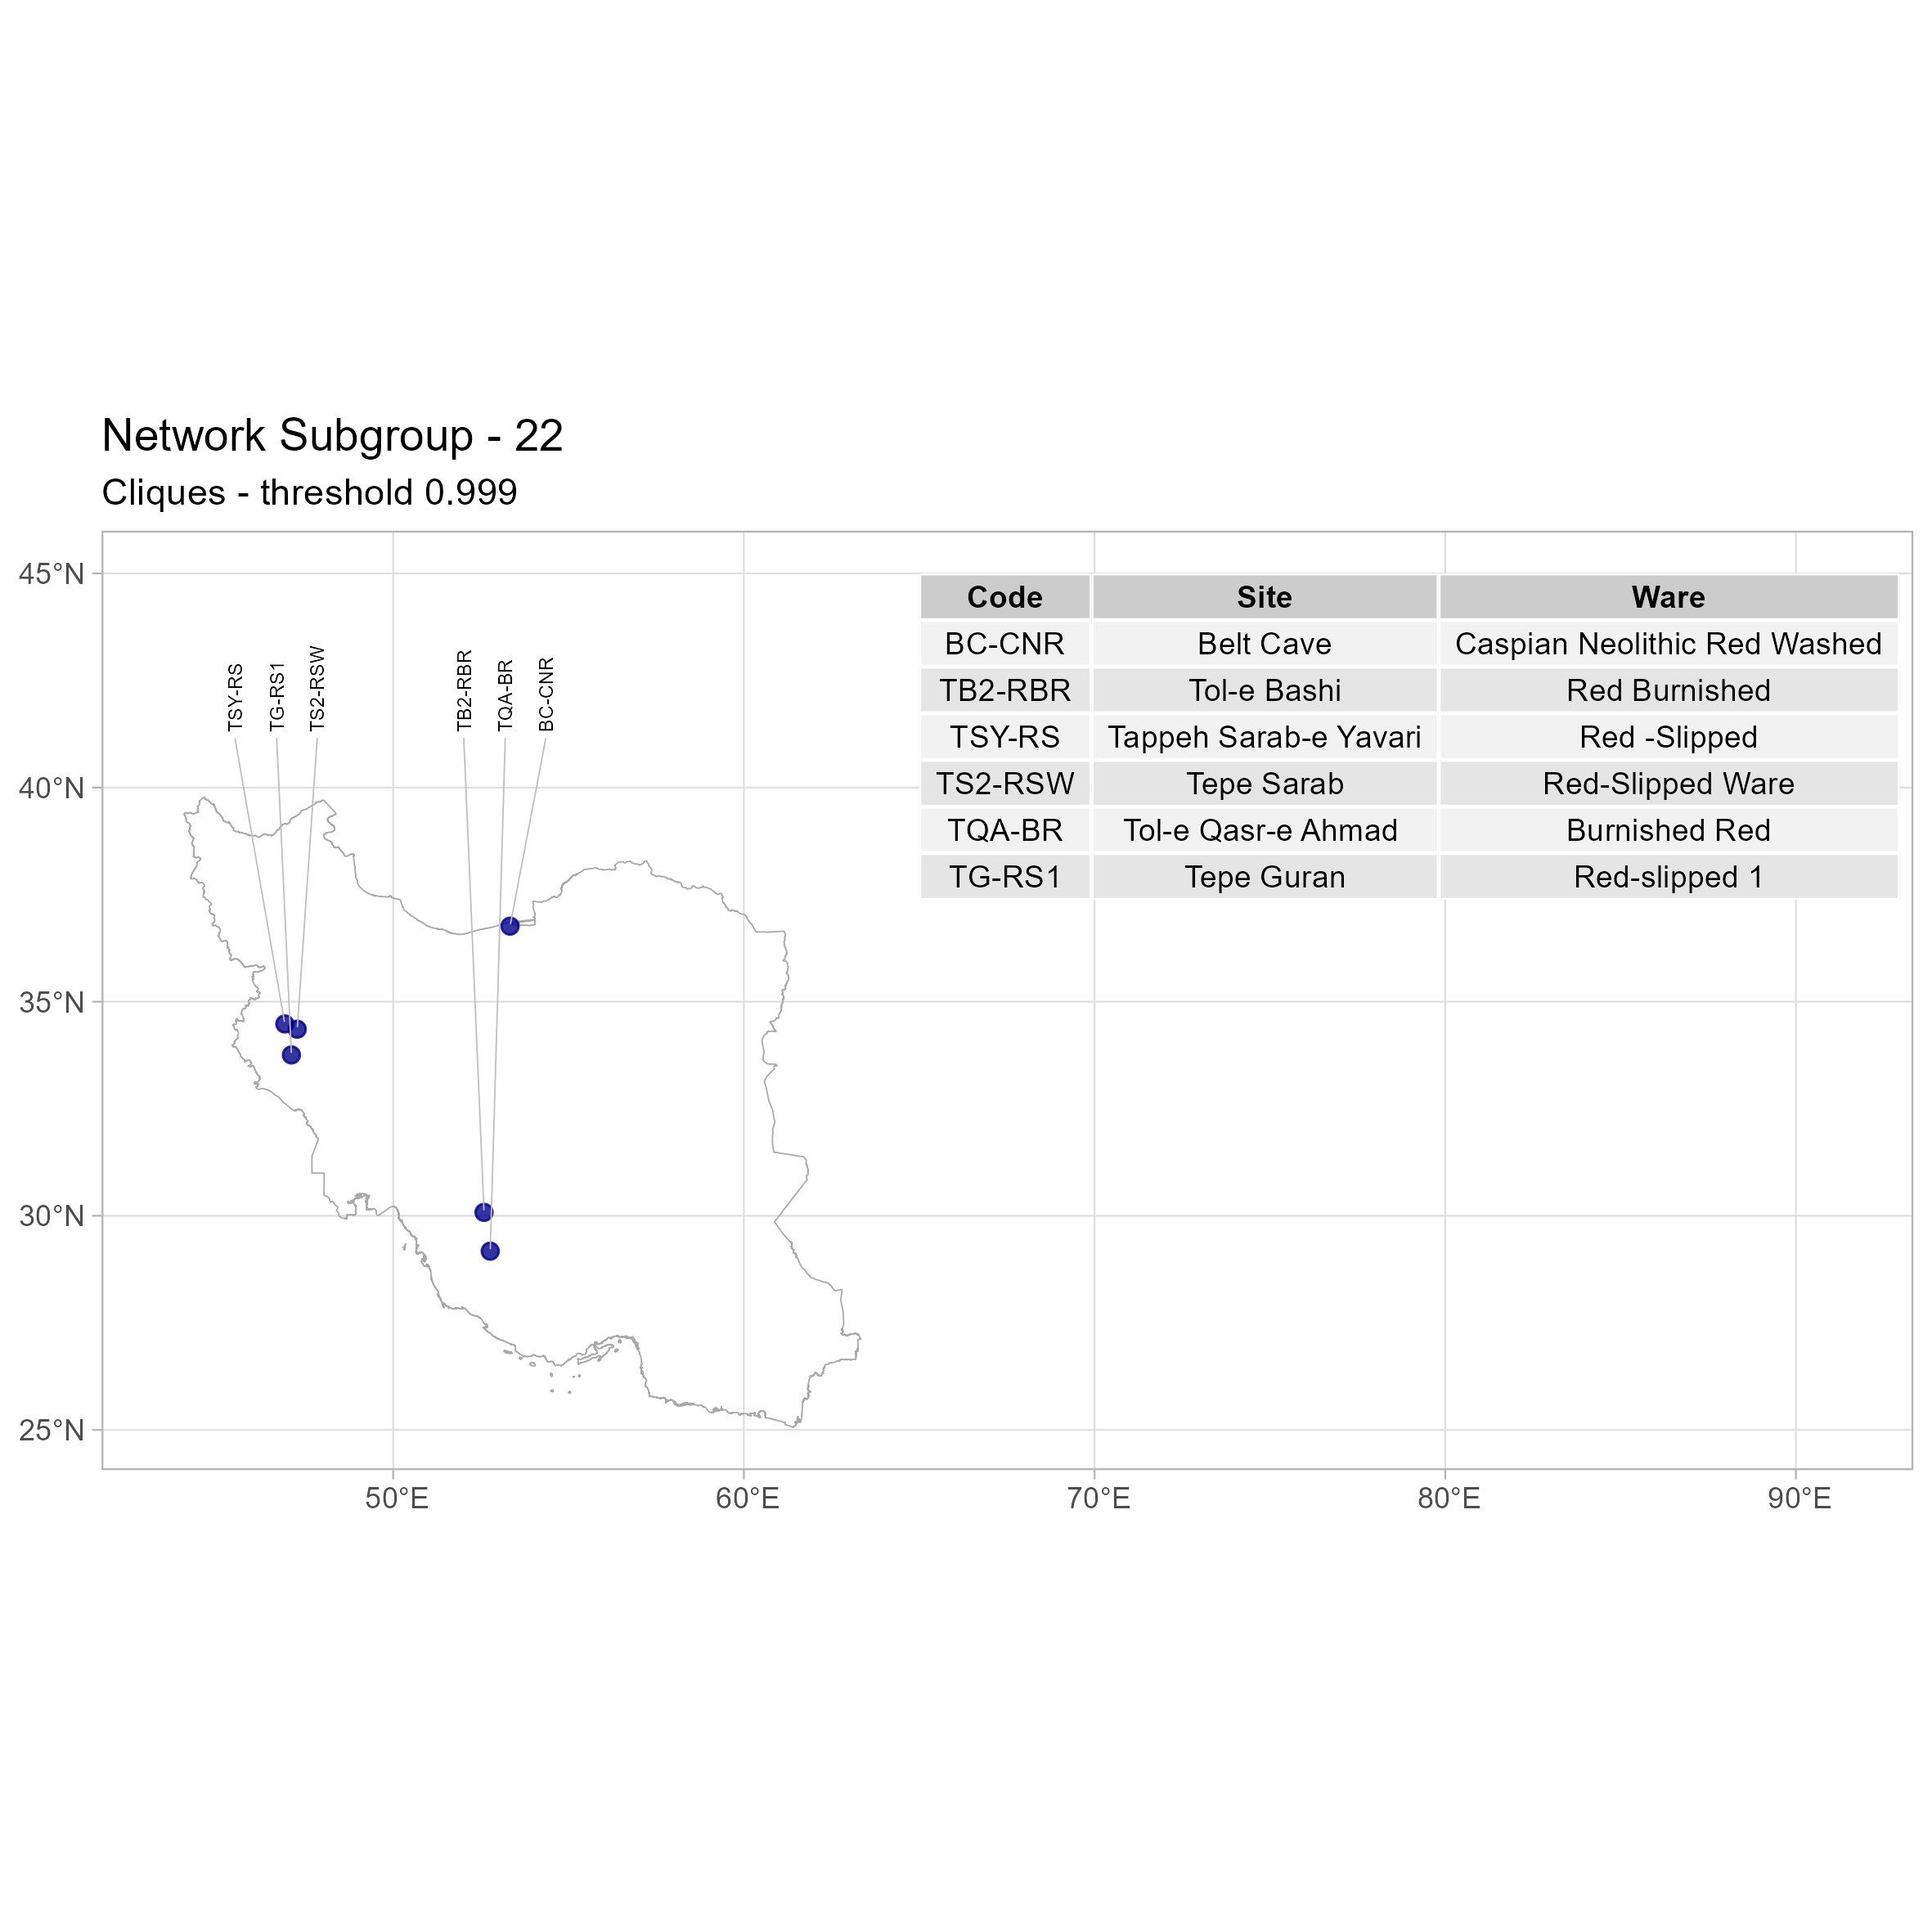 Network Subgroup - 22
Cliques - threshold 0.999
45°N
40°N
35°N
30°N
25°N
TSY-RS
TG-RS1
TS2-RSW
TB2-RBR
TQA-BR
BC-CNR
Code Site Ware
BC-CNR Belt Cave Caspian Neolithic Red Washed
TB2-RBR Tol-e Bashi Red Burnished
TSY-RS Tappeh Sarab-e Yavari Red -Slipped
TS2-RSW Tepe Sarab Red-Slipped Ware
TQA-BR Tol-e Qasr-e Ahmad Burnished Red
TG-RS1 Tepe Guran Red-slipped 1
50°E 60°E 70°E 80°E 90°E